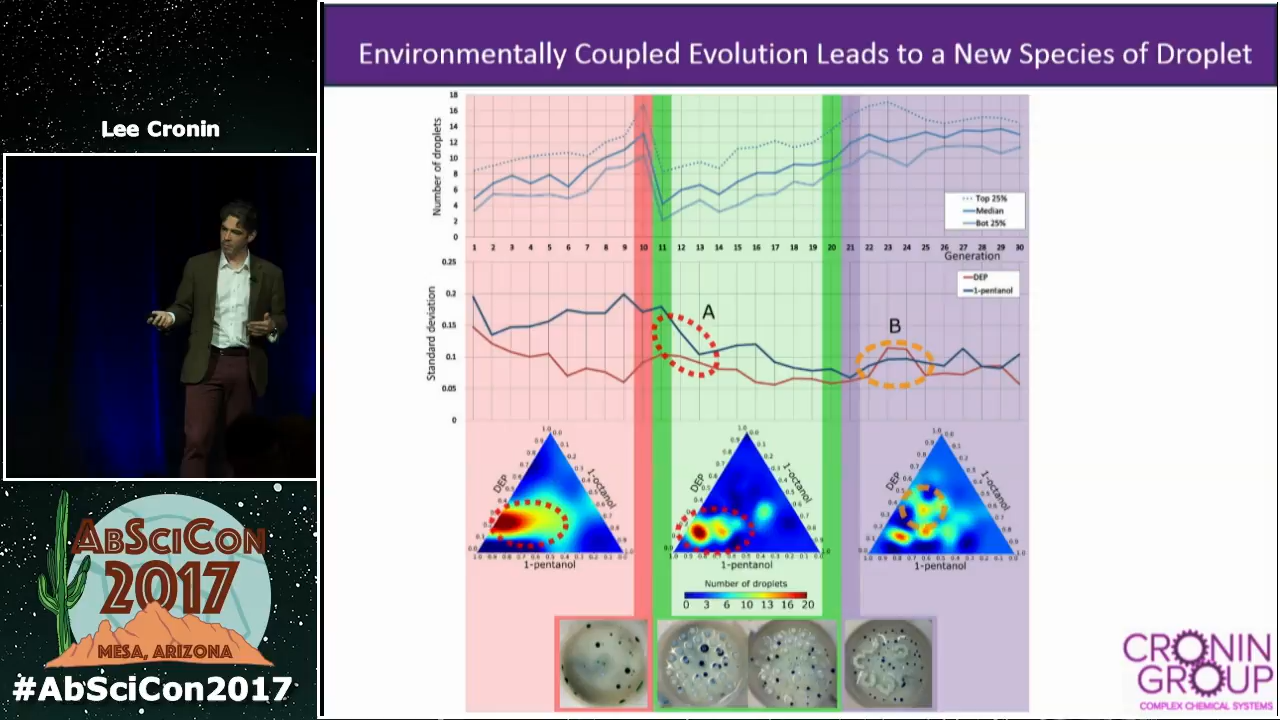 Lee Cronin
AbSciCon
2017
MESA, ARIZONA
#AbSciCon2017
Environmentally Coupled Evolution Leads to a New Species of Droplet
Number of droplets
18
16
14
12
10
8
6
4
2
0
Top 25%
Median
Bot 25%
1 2 3 4 5 6 7 8 9 10 11 12 13 14 15 16 17 18 19 20 21 22 23 24 25 26 27 28 29 30
Generation
Standard deviation
0.25
0.2
0.15
0.1
0.05
0
DEP
1-pentanol
A
B
DEP
1-octanol
1-pentanol
DEP
1-octanol
1-pentanol
DEP
1-octanol
1-pentanol
Number of droplets
0 3 6 10 13 16 20
CRONIN
GROUP
COMPLEX CHEMICAL SYSTEMS